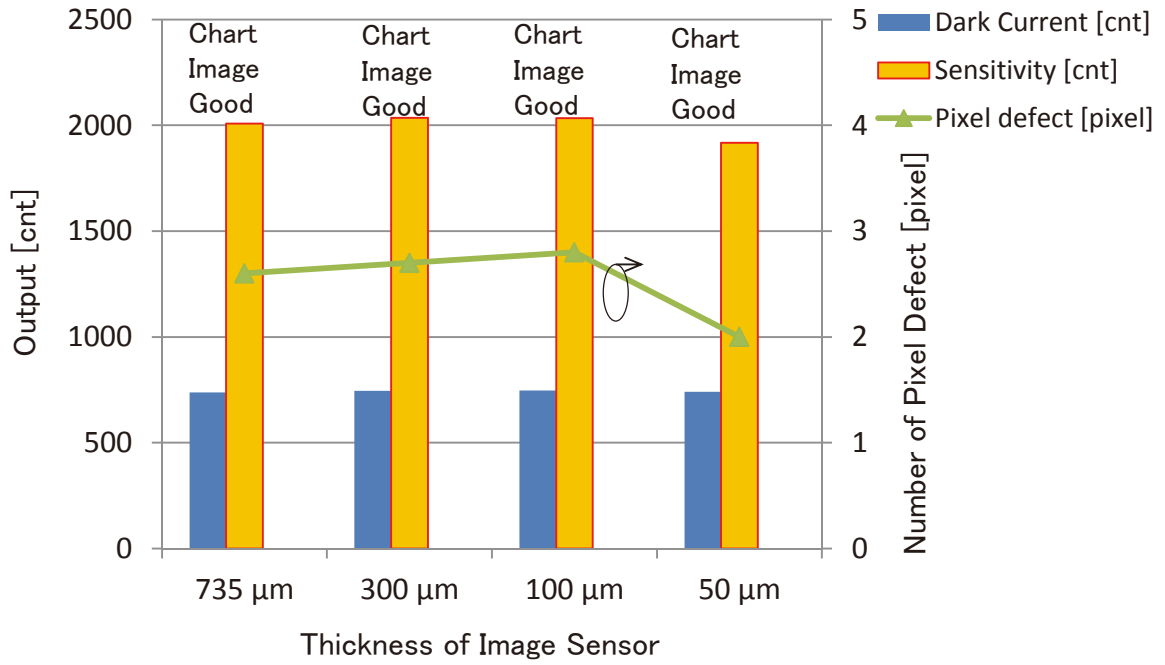 2500
2000
1500
1000
500
0
Output [cnt]
Chart
Image
Good
Chart
Image
Good
Chart
Image
Good
Chart
Image
Good
5
4
3
2
1
0
Number of Pixel Defect [pixel]
Dark Current [cnt]
Sensitivity [cnt]
Pixel defect [pixel]
735 μm 300 μm 100 μm 50 μm
Thickness of Image Sensor